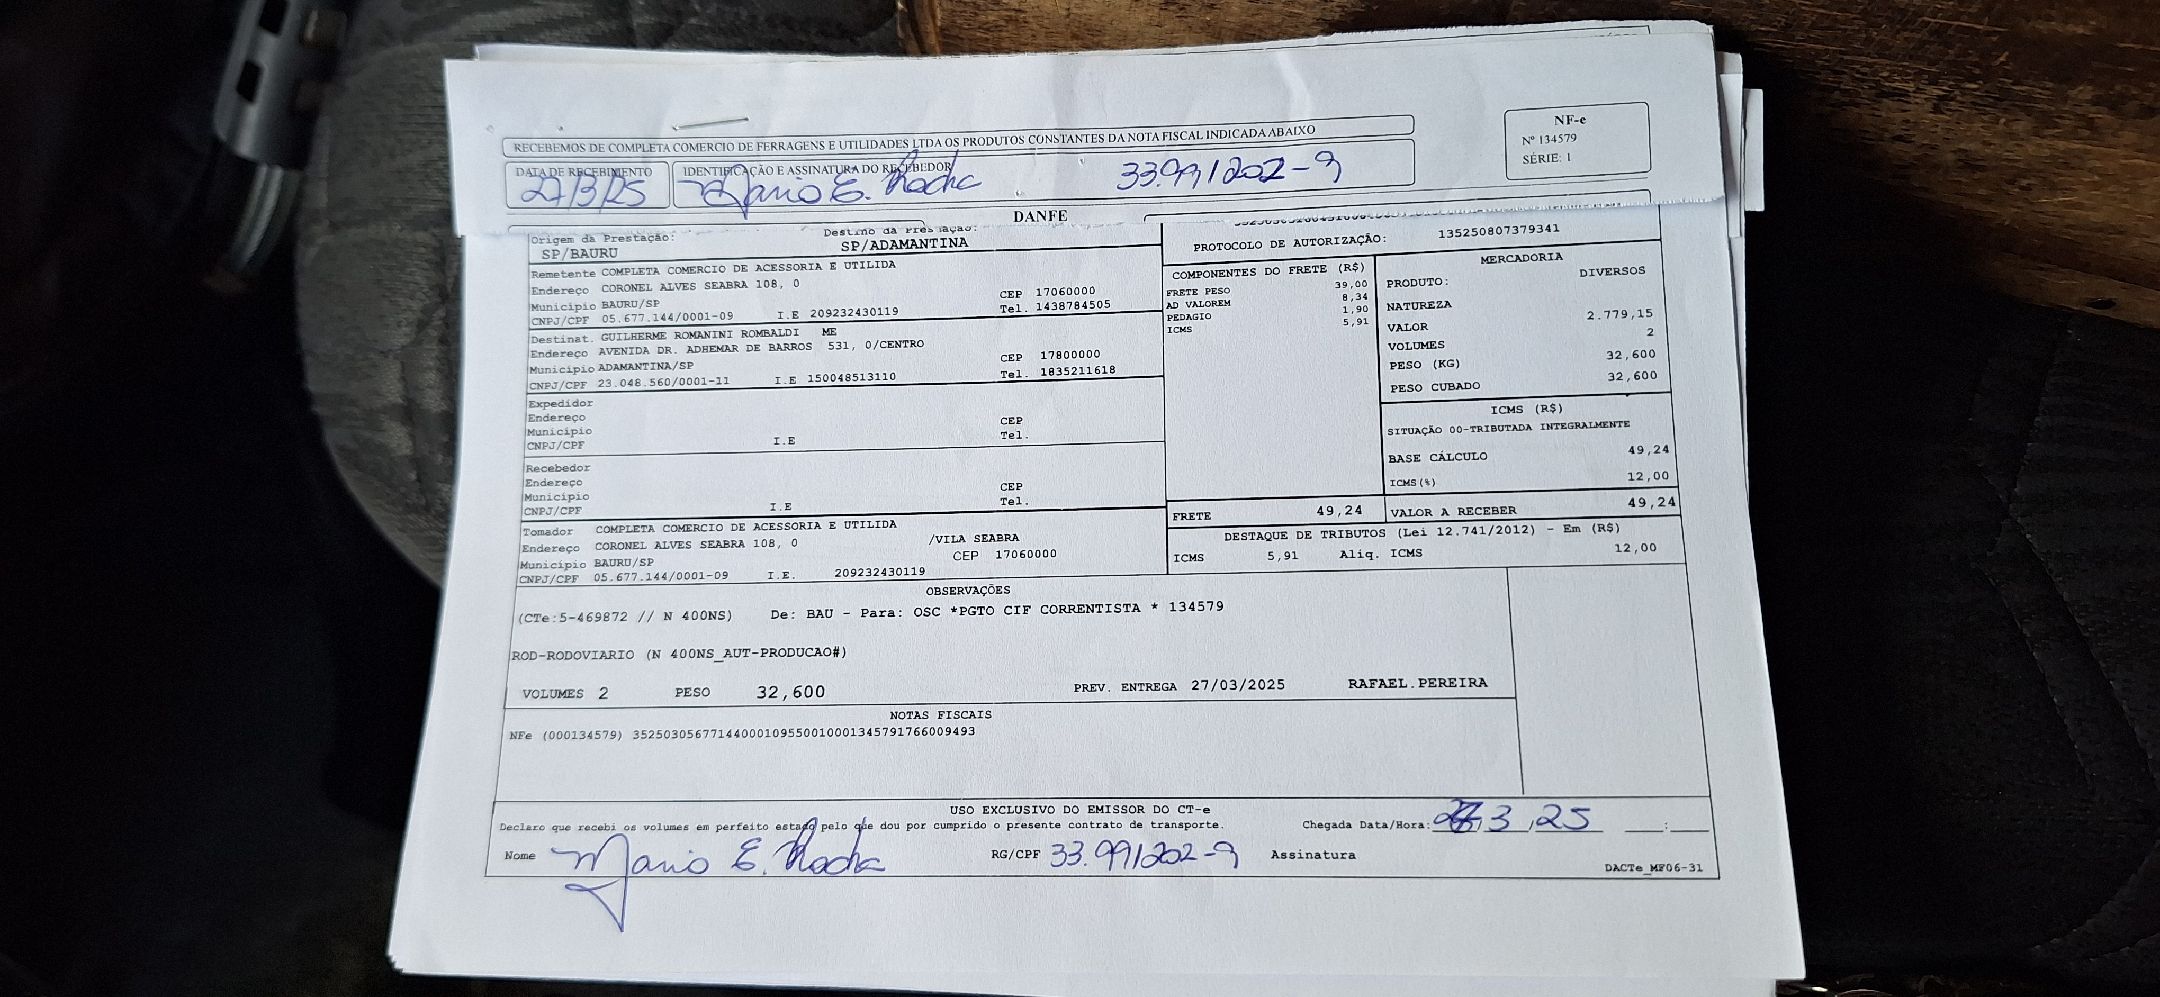 RECEBEMOS DE COMPLETA COMERCIO DE FERRAGENS E UTILIDADES LTDA OS PRODUTOS CONSTANTES DA NOTA FISCAL INDICADA ABAIXO
NF-e
Nº 134579
SÉRIE: 1
DATA DE RECEBIMENTO
27/3/25
IDENTIFICAÇÃO E ASSINATURA DO RECEBEDOR
Mario E. Rocha 33.991202-9
DANFE
Origem da Prestação: Destino da Prestação:
SP/BAURU SP/ADAMANTINA
PROTOCOLO DE AUTORIZAÇÃO: 135250807379341
Remetente COMPLETA COMERCIO DE ACESSORIA E UTILIDA
Endereço CORONEL ALVES SEABRA 108, 0 CEP 17060000
Municipio BAURU/SP Tel. 1438784505
CNPJ/CPF 05.677.144/0001-09 I.E 209232430119
Destinat. GUILHERME ROMANINI ROMBALDI ME
Endereço AVENIDA DR. ADHEMAR DE BARROS 531, 0/CENTRO CEP 17800000
Municipio ADAMANTINA/SP Tel. 1835211618
CNPJ/CPF 23.048.560/0001-11 I.E 150048513110
Expedidor
Endereço CEP
Municipio Tel.
CNPJ/CPF I.E
Recebedor
Endereço CEP
Municipio Tel.
CNPJ/CPF I.E
Tomador COMPLETA COMERCIO DE ACESSORIA E UTILIDA
Endereço CORONEL ALVES SEABRA 108, 0 /VILA SEABRA
Municipio BAURU/SP CEP 17060000
CNPJ/CPF 05.677.144/0001-09 I.E. 209232430119
COMPONENTES DO FRETE (R$)
FRETE PESO 39,00
AD VALOREM 8,34
PEDAGIO 1,90
ICMS 5,91
MERCADORIA
PRODUTO: DIVERSOS
NATUREZA
VALOR 2.779,15
VOLUMES 2
PESO (KG) 32,600
PESO CUBADO 32,600
ICMS (R$)
SITUAÇÃO 00-TRIBUTADA INTEGRALMENTE
BASE CÁLCULO 49,24
ICMS(%) 12,00
FRETE 49,24 VALOR A RECEBER 49,24
DESTAQUE DE TRIBUTOS (Lei 12.741/2012) - Em (R$)
ICMS 5,91 Aliq. ICMS 12,00
OBSERVAÇÕES
(CTe:5-469872 // N 400NS) De: BAU - Para: OSC *PGTO CIF CORRENTISTA * 134579
ROD-RODOVIARIO (N 400NS_AUT-PRODUCAO#)
VOLUMES 2 PESO 32,600 PREV. ENTREGA 27/03/2025 RAFAEL.PEREIRA
NOTAS FISCAIS
NFe (000134579) 35250305677144000109550010001345791766009493
USO EXCLUSIVO DO EMISSOR DO CT-e
Declaro que recebi os volumes em perfeito estado pelo que dou por cumprido o presente contrato de transporte. Chegada Data/Hora: 27,3,25 :
Nome Mario E. Rocha RG/CPF 33.991202-9 Assinatura
DACTe_MF06-31